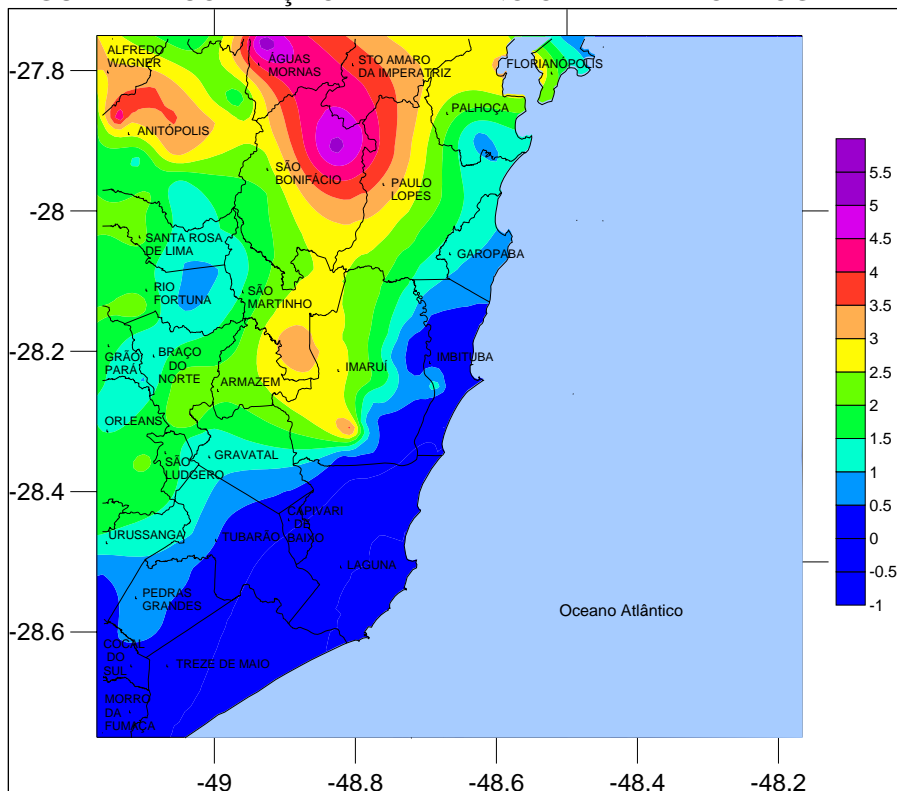 -27.8
-28
-28.2
-28.4
-28.6
ALFREDO
WAGNER
ÁGUAS
MORNAS
STO AMARO
DA IMPERATRIZ
FLORIANÓPOLIS
PALHOÇA
ANITÓPOLIS
SÃO
BONIFÁCIO
PAULO
LOPES
SANTA ROSA
DE LIMA
GAROPABA
RIO
FORTUNA
SÃO
MARTINHO
GRÃO
PARÁ
BRAÇO
DO
NORTE
ARMAZEM
IMARUÍ
IMBITUBA
ORLEANS
SÃO
LUDGERO
GRAVATAL
URUSSANGA
TUBARÃO
CAPIVARI
DE
BAIXO
LAGUNA
PEDRAS
GRANDES
COCAL
DO
SUL
TREZE DE MAIO
MORRO
DA
FUMAÇA
Oceano Atlântico
5.5
5
4.5
4
3.5
3
2.5
2
1.5
1
0.5
0
-0.5
-1
-49
-48.8
-48.6
-48.4
-48.2